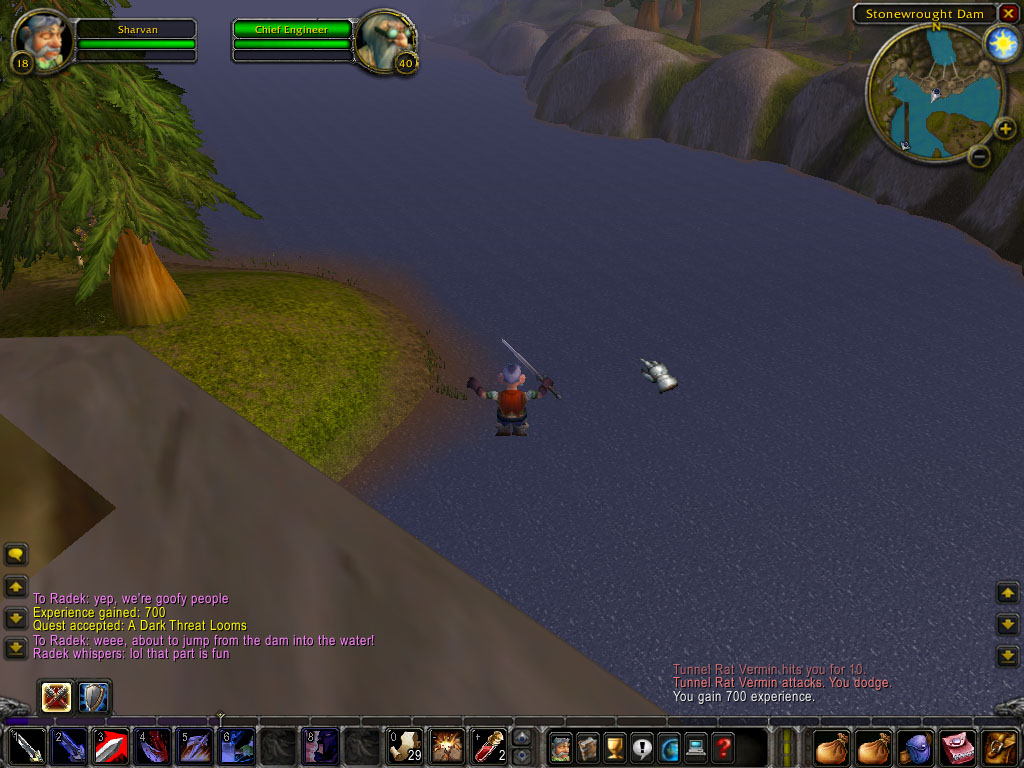 Sharvan
18
Chief Engineer
40
Stonewrought Dam
N
To Radek: yep, we're goofy people
Experience gained: 700
Quest accepted: A Dark Threat Looms
To Radek: weee, about to jump from the dam into the water!
Radek whispers: lol that part is fun
Tunnel Rat Vermin hits you for 10.
Tunnel Rat Vermin attacks. You dodge.
You gain 700 experience.
1 2 3 4 5 6 8 0 29 - + 2